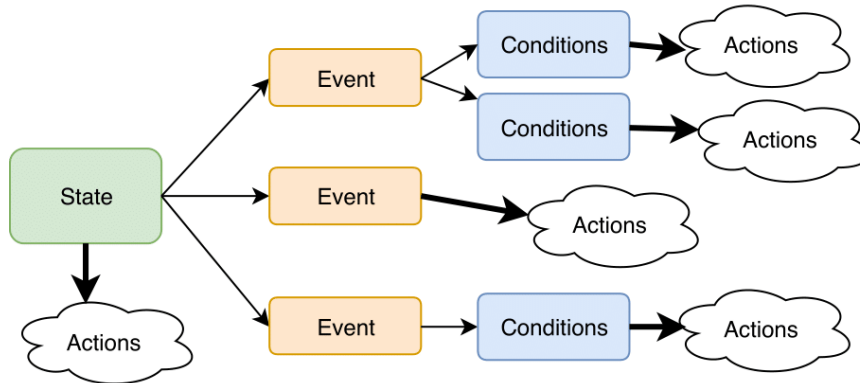 Conditions
Actions
Event
Conditions
Actions
State
Event
Actions
Event
Conditions
Actions
Actions